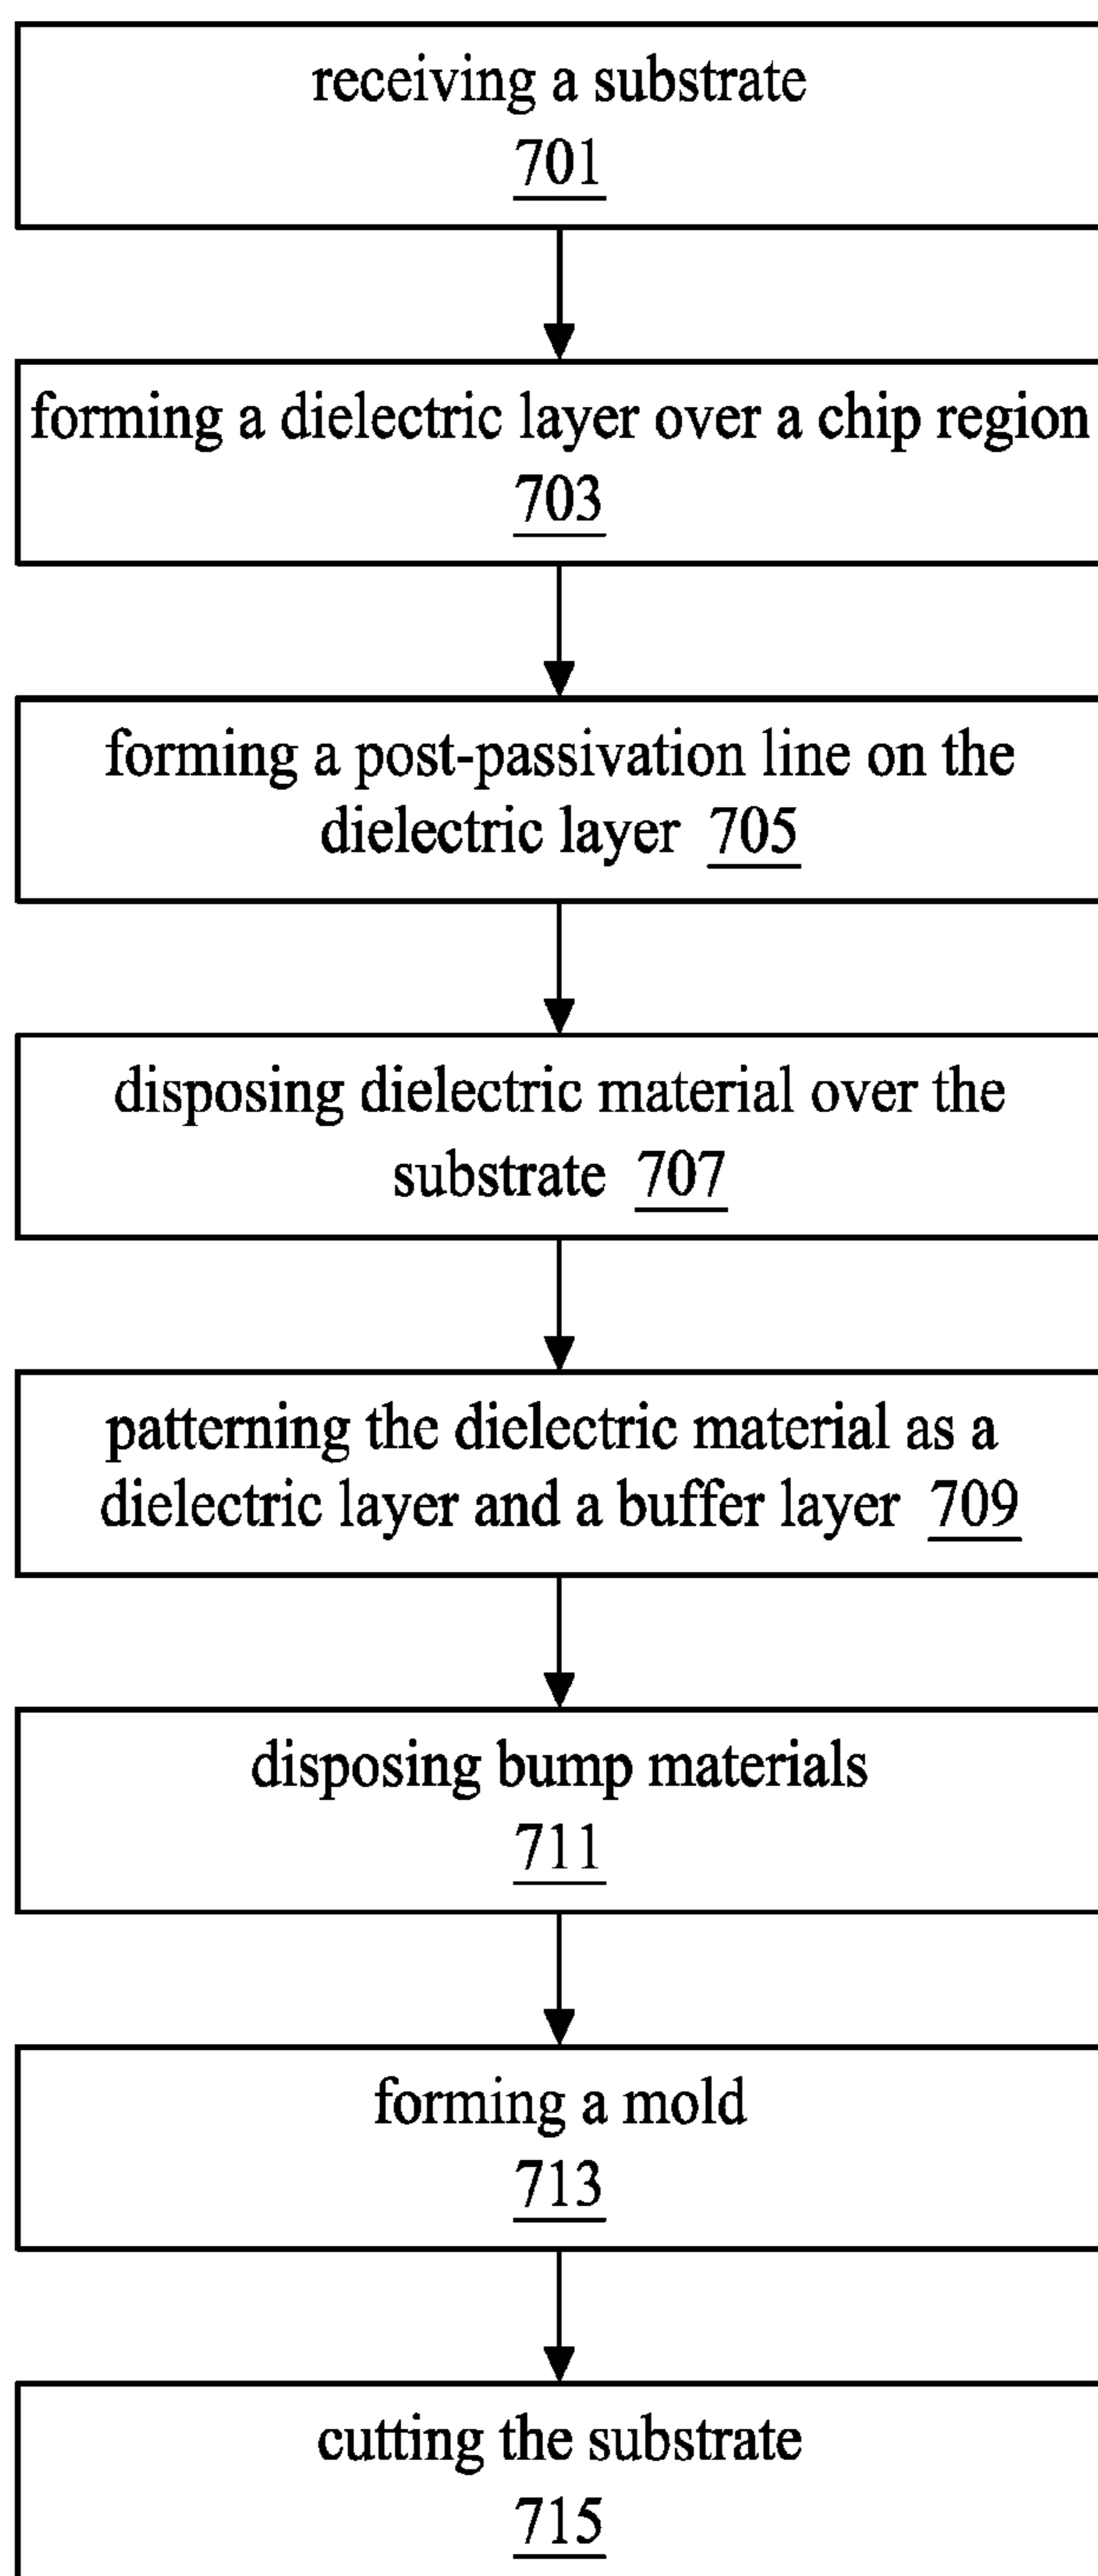 receiving a substrate
701
forming a dielectric layer over a chip region
703
forming a post-passivation line on the
dielectric layer 705
disposing dielectric material over the
substrate 707
patterning the dielectric material as a
dielectric layer and a buffer layer 709
disposing bump materials
711
forming a mold
713
cutting the substrate
715